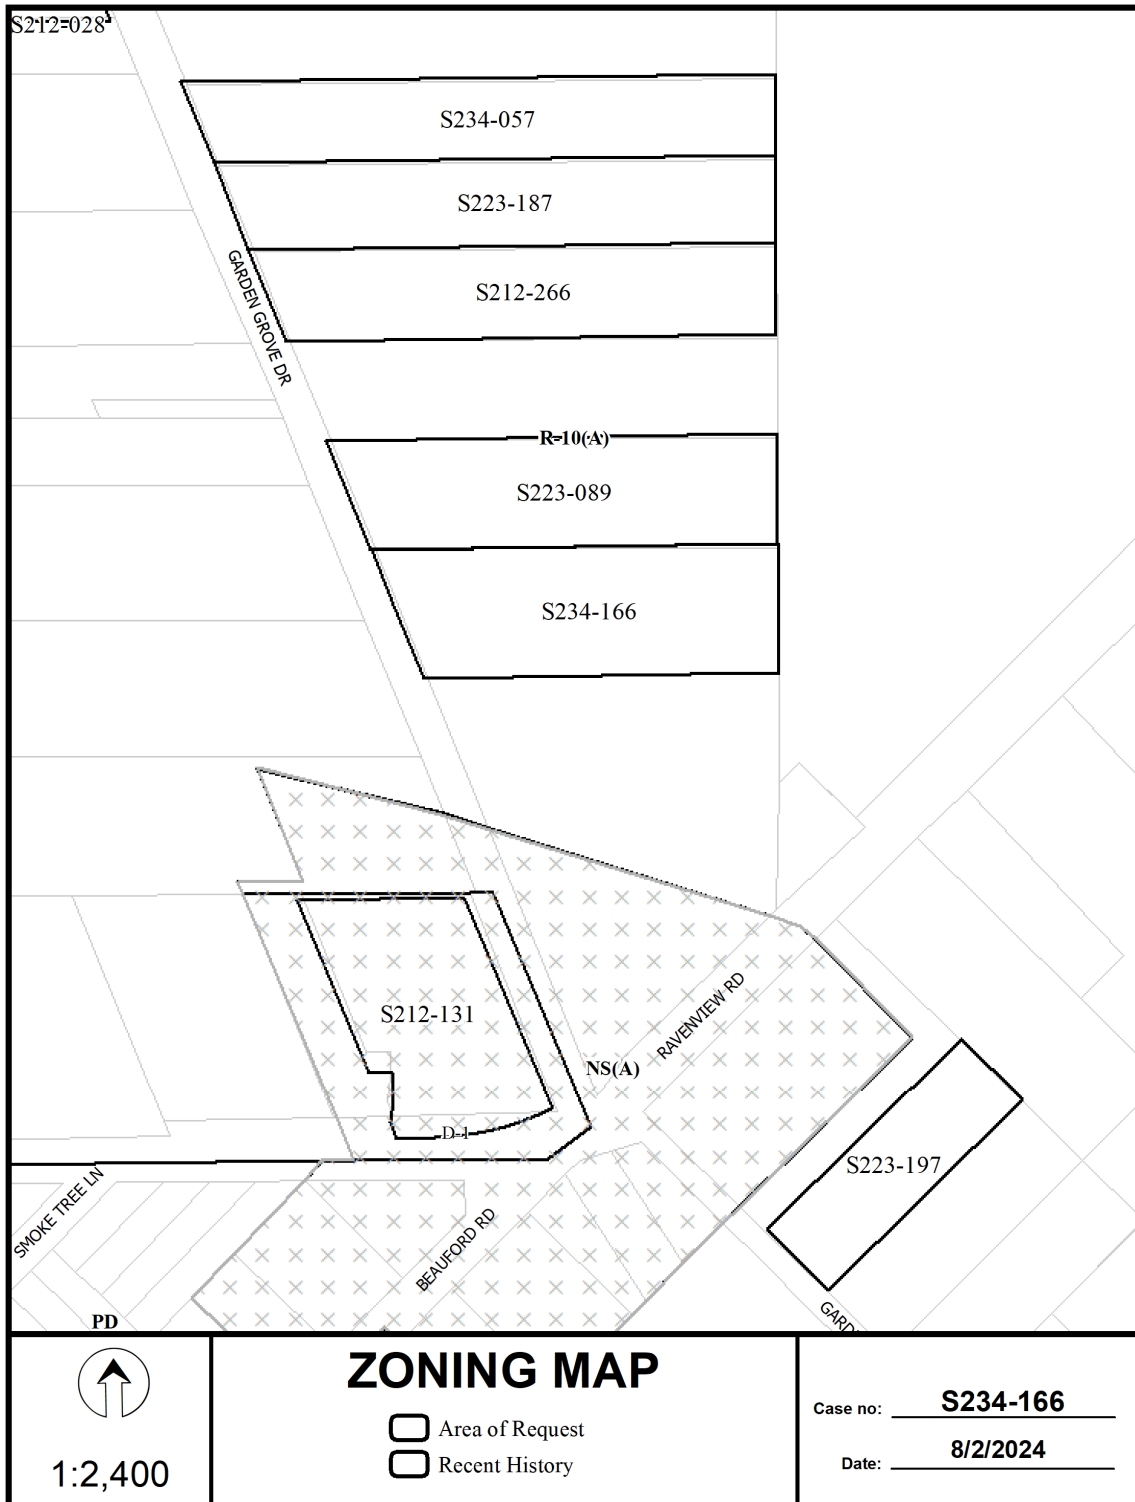 S212-028
S234-057
S223-187
S212-266
GARDEN GROVE DR
R-10(A)
S223-089
S234-166
S212-131
RAVENVIEW RD
NS(A)
D-1
S223-197
SMOKE TREE LN
BEAUFORD RD
PD
GARD
ZONING MAP
Area of Request
Recent History
1:2,400
Case no: S234-166
Date: 8/2/2024